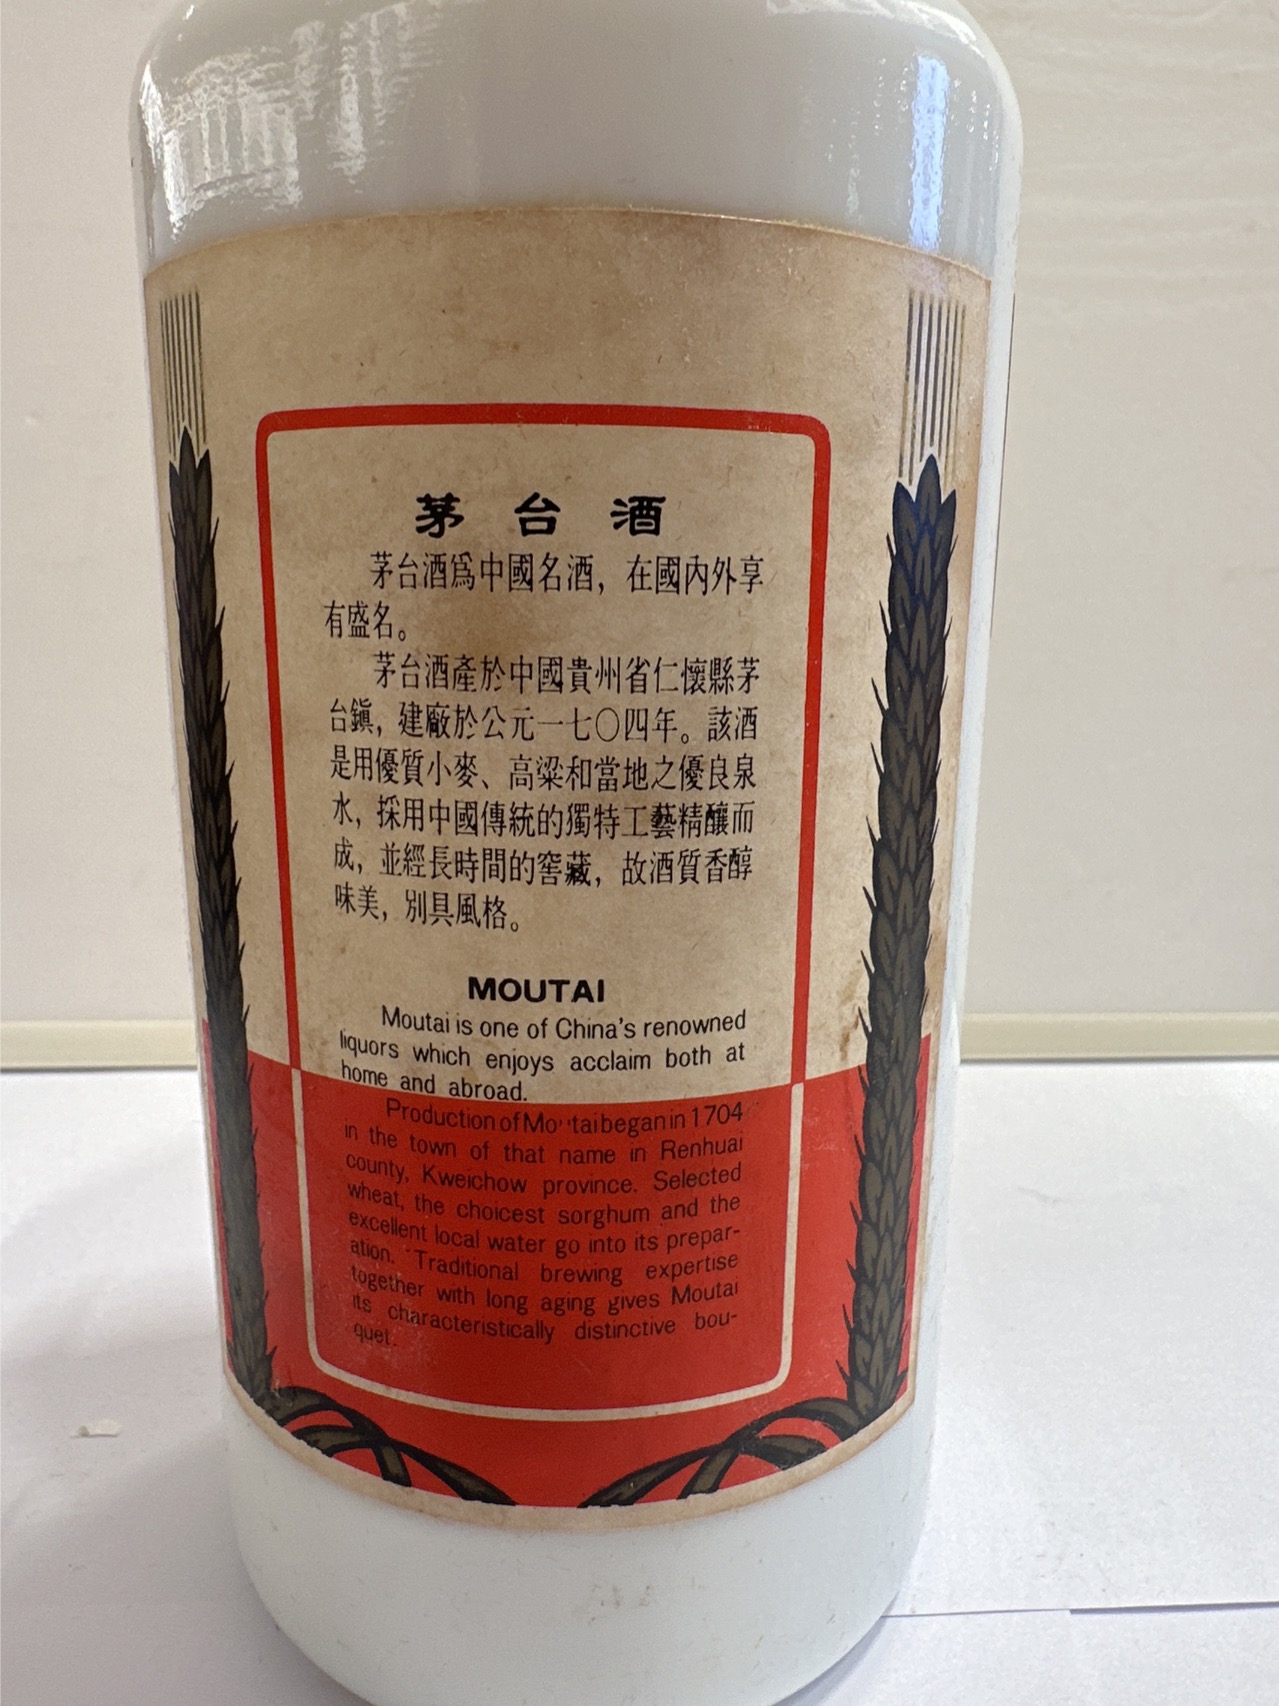 茅台酒
茅台酒爲中國名酒，在國內外享
有盛名。
茅台酒產於中國貴州省仁懷縣茅
台鎭，建廠於公元一七〇四年。該酒
是用優質小麥、高粱和當地之優良泉
水，採用中國傳統的獨特工藝精釀而
成，並經長時間的窖藏，故酒質香醇
味美，別具風格。
MOUTAI
Moutai is one of China's renowned
liquors which enjoys acclaim both at
home and abroad.
Production of Moutai began in 1704
in the town of that name in Renhuai
county, Kweichow province. Selected
wheat, the choicest sorghum and the
excellent local water go into its prepar-
ation. Traditional brewing expertise
together with long aging gives Moutai
its characteristically distinctive bou-
quet.